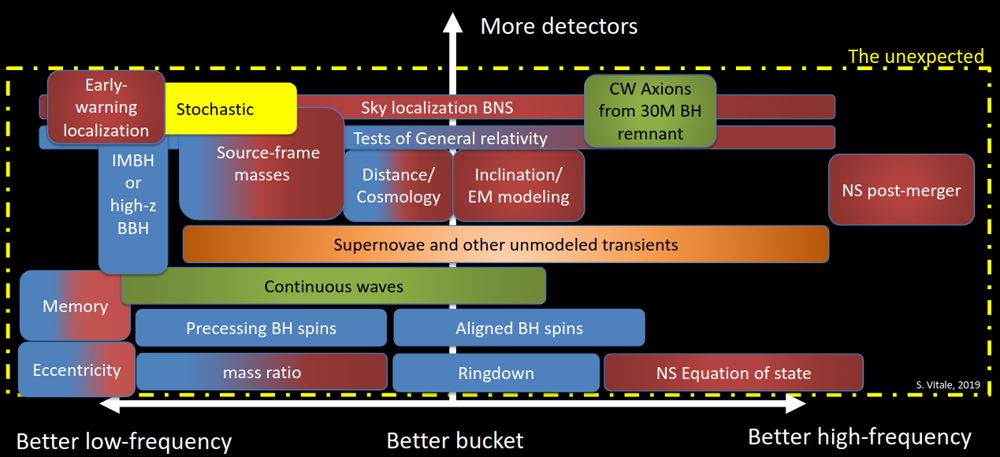 More detectors
The unexpected
Early-
warning
localization
Stochastic
Sky localization BNS
CW Axions
from 30M BH
remnant
Tests of General relativity
IMBH
or
high-z
BBH
Source-frame
masses
Distance/
Cosmology
Inclination/
EM modeling
NS post-merger
Supernovae and other unmodeled transients
Continuous waves
Memory
Precessing BH spins
Aligned BH spins
Eccentricity
mass ratio
Ringdown
NS Equation of state
S. Vitale, 2019
Better low-frequency
Better bucket
Better high-frequency